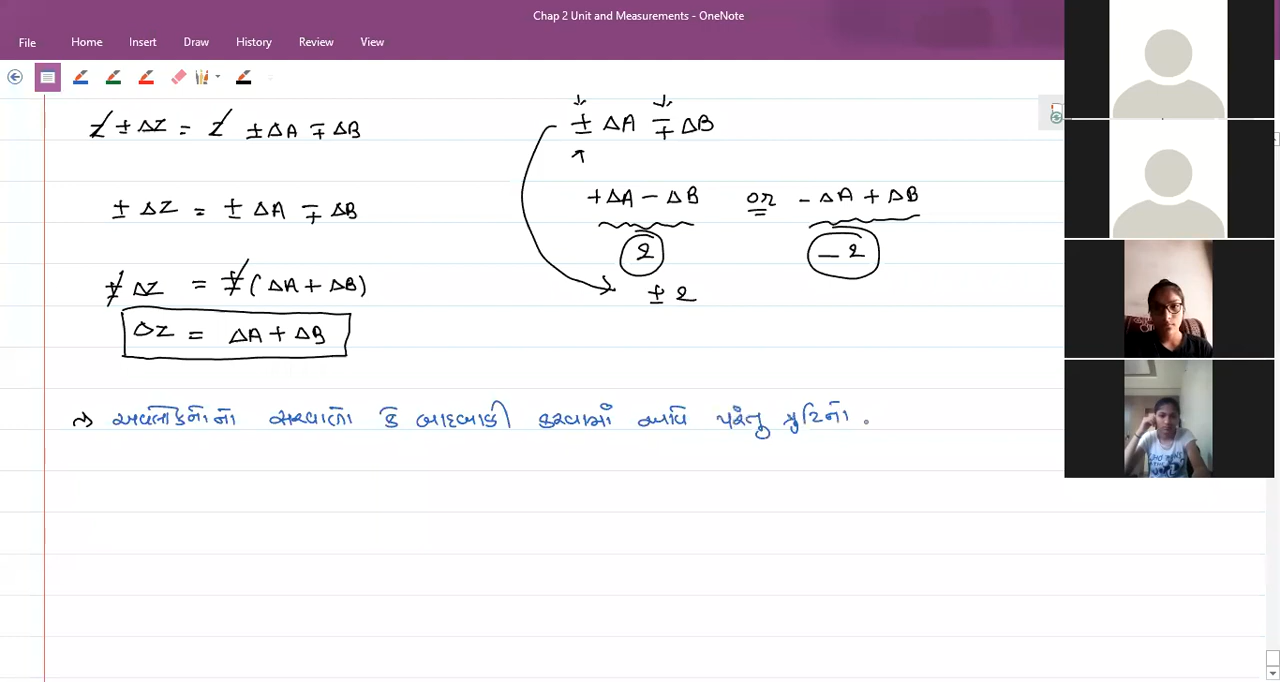 Chap 2 Unit and Measurements - OneNote
File Home Insert Draw History Review View
Z ± ΔZ = Z ± ΔA ∓ ΔB
± ΔZ = ± ΔA ∓ ΔB
∓ ΔZ = ∓ (ΔA + ΔB)
ΔZ = ΔA + ΔB
± ΔA ∓ ΔB
+ΔA − ΔB or − ΔA + ΔB
2 − 2
± 2
→ અવલોકનોના સરવાળા કે બાદબાકી કરવામાં આવે પરંતુ ત્રુટિના